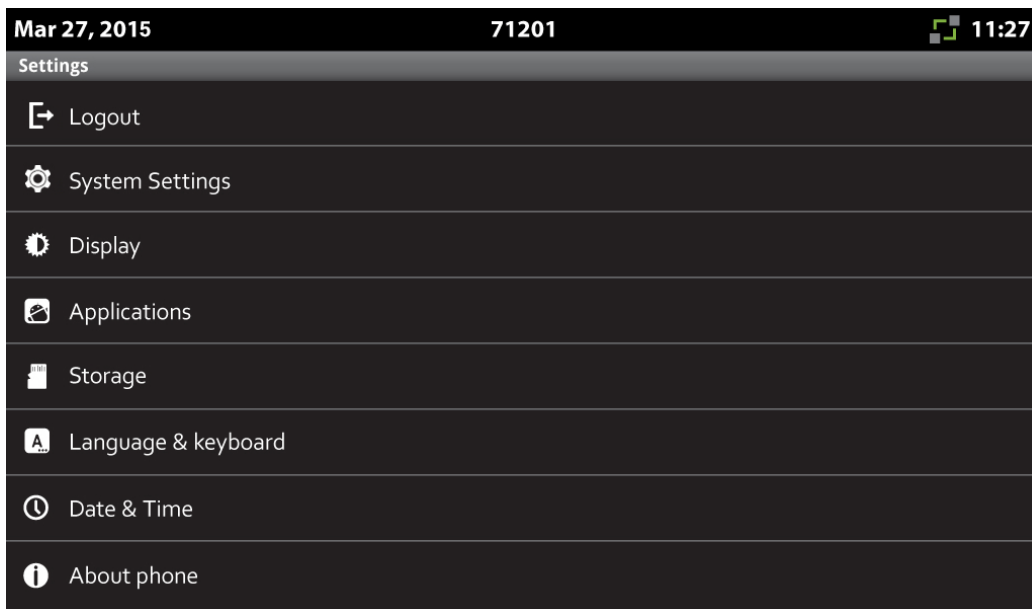 Mar 27, 2015 71201 11:27
Settings
Logout
System Settings
Display
Applications
Storage
Language & keyboard
Date & Time
About phone